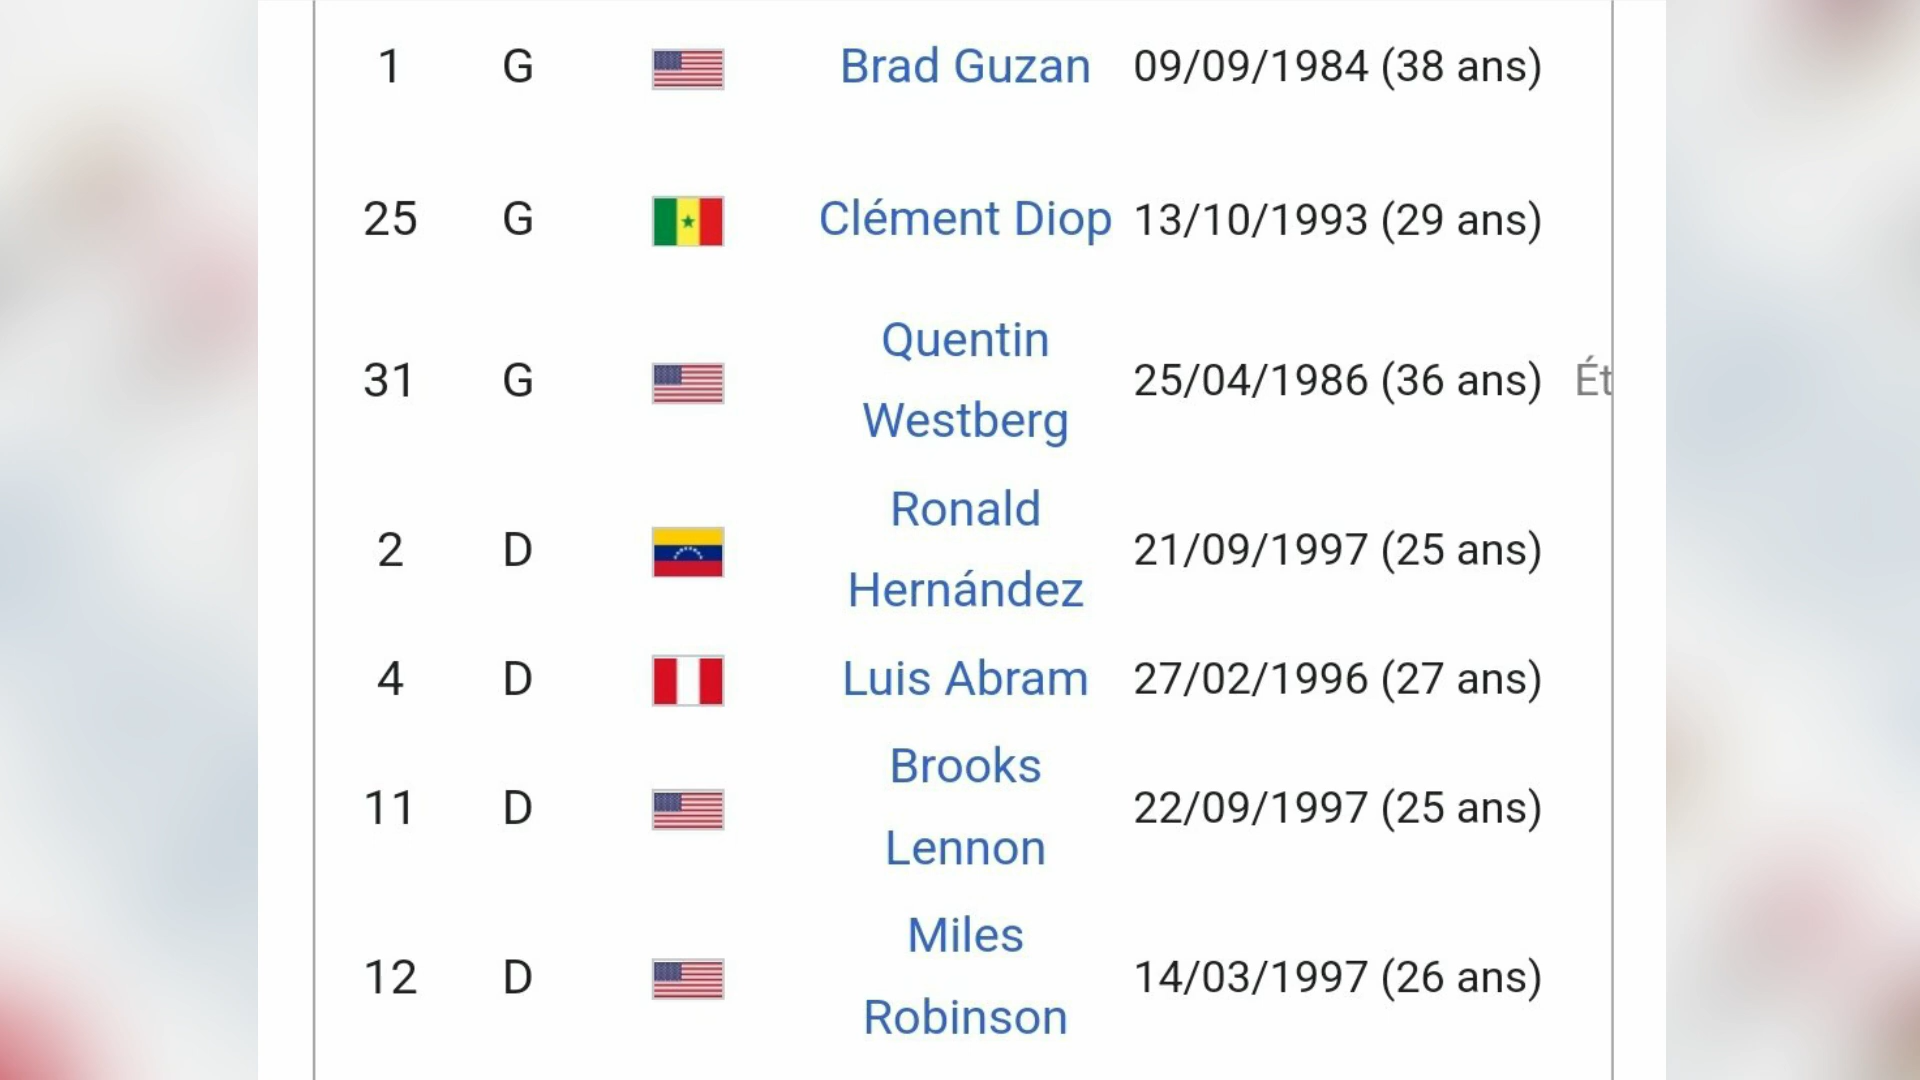 1 G Brad Guzan 09/09/1984 (38 ans)
25 G Clément Diop 13/10/1993 (29 ans)
Quentin
31 G 25/04/1986 (36 ans) Ét
Westberg
Ronald
2 D 21/09/1997 (25 ans)
Hernández
4 D Luis Abram 27/02/1996 (27 ans)
Brooks
11 D 22/09/1997 (25 ans)
Lennon
Miles
12 D 14/03/1997 (26 ans)
Robinson